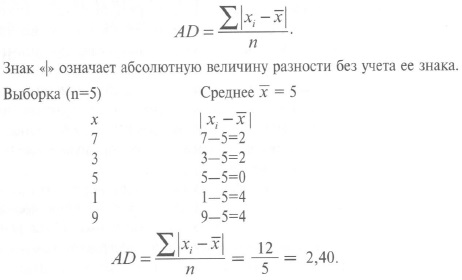 AD = ∑|xᵢ − x̅| / n.
Знак «|» означает абсолютную величину разности без учета ее знака.
Выборка (n=5) Среднее x̅ = 5
x | xᵢ − x̅ |
7 7—5=2
3 3—5=2
5 5—5=0
1 1—5=4
9 9—5=4
AD = ∑|xᵢ − x̅| / n = 12 / 5 = 2,40.